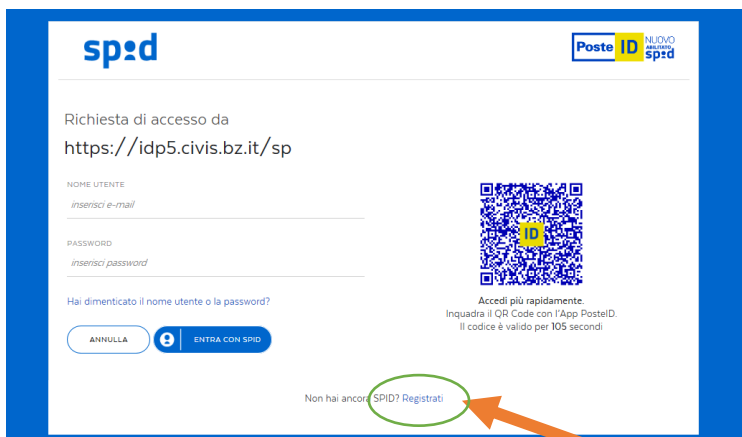 spid
Poste ID NUOVO ABILITATO spid
Richiesta di accesso da
https://idp5.civis.bz.it/sp
NOME UTENTE
inserisci e-mail
PASSWORD
inserisci password
Hai dimenticato il nome utente o la password?
ANNULLA
ENTRA CON SPID
ID
Accedi più rapidamente.
Inquadra il QR Code con l'App PosteID.
Il codice è valido per 105 secondi
Non hai ancora SPID? Registrati